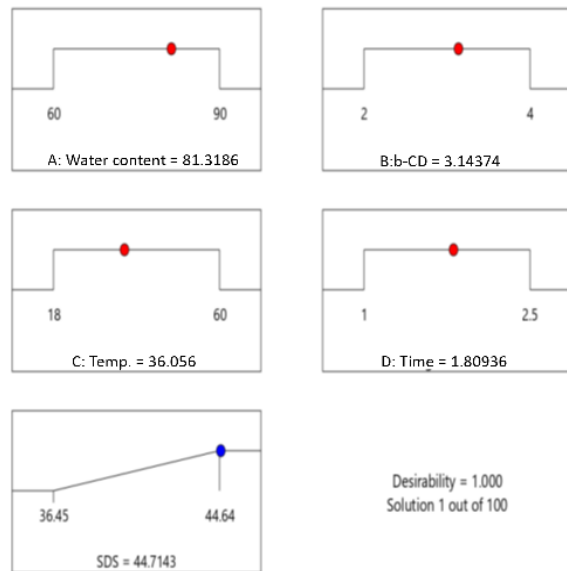 60 90
A: Water content = 81.3186
2 4
B:b-CD = 3.14374
18 60
C: Temp. = 36.056
1 2.5
D: Time = 1.80936
36.45 44.64
SDS = 44.7143
Desirability = 1.000
Solution 1 out of 100